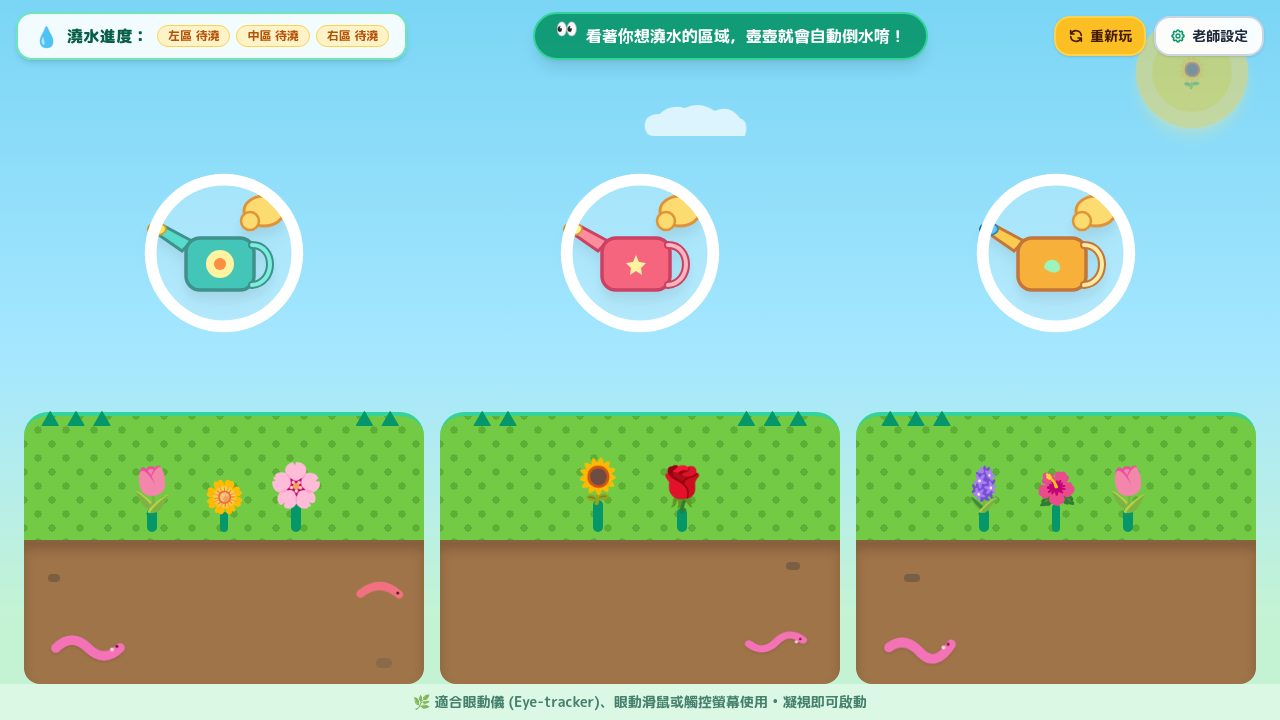 澆水進度：
左區 待澆
中區 待澆
右區 待澆
看著你想澆水的區域，壺壺就會自動倒水唷！
重新玩
老師設定
適合眼動儀 (Eye-tracker)、眼動滑鼠或觸控螢幕使用・凝視即可啟動